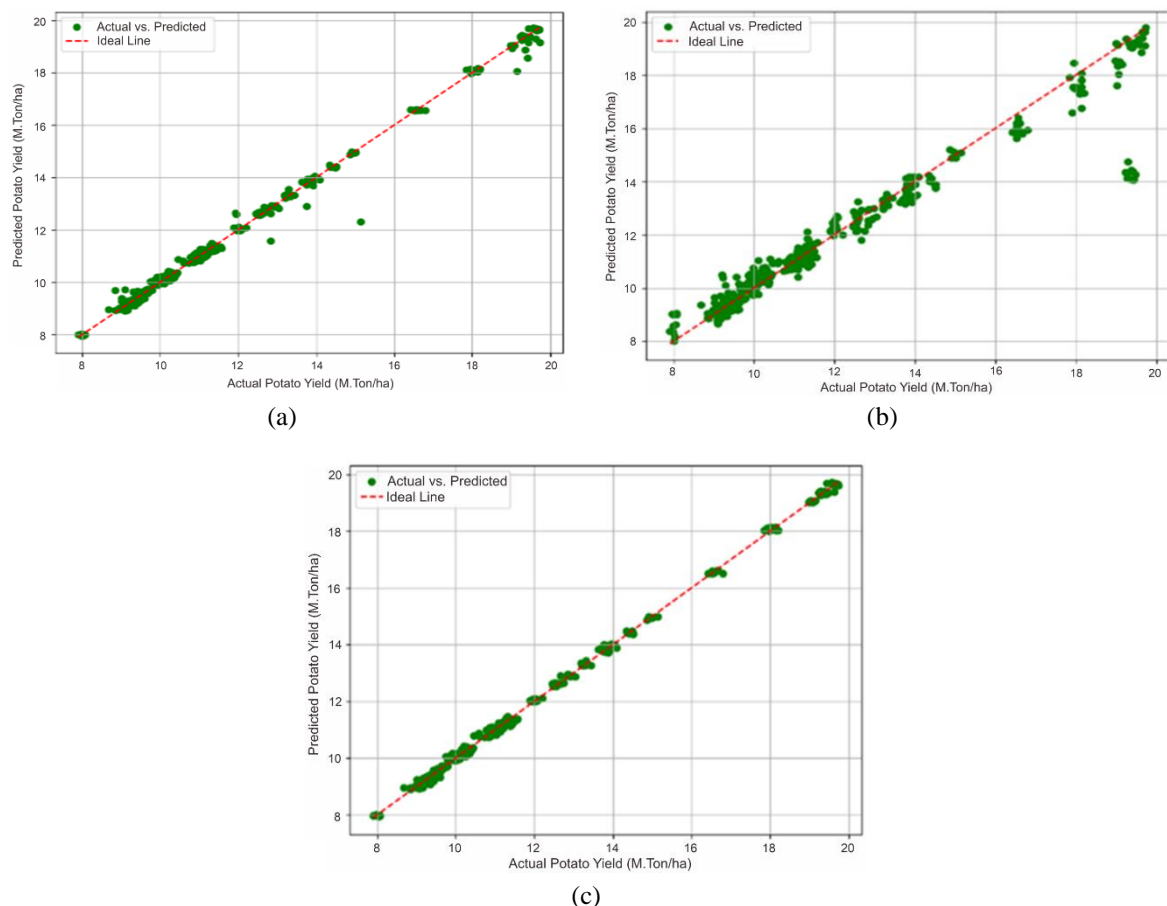 20
18
16
14
12
10
8
Predicted Potato Yield (M.Ton/ha)
Actual vs. Predicted
Ideal Line
8 10 12 14 16 18 20
Actual Potato Yield (M.Ton/ha)
(a)
20
18
16
14
12
10
8
Predicted Potato Yield (M.Ton/ha)
Actual vs. Predicted
Ideal Line
8 10 12 14 16 18 20
Actual Potato Yield (M.Ton/ha)
(b)
20
18
16
14
12
10
8
Predicted Potato Yield (M.Ton/ha)
Actual vs. Predicted
Ideal Line
8 10 12 14 16 18 20
Actual Potato Yield (M.Ton/ha)
(c)